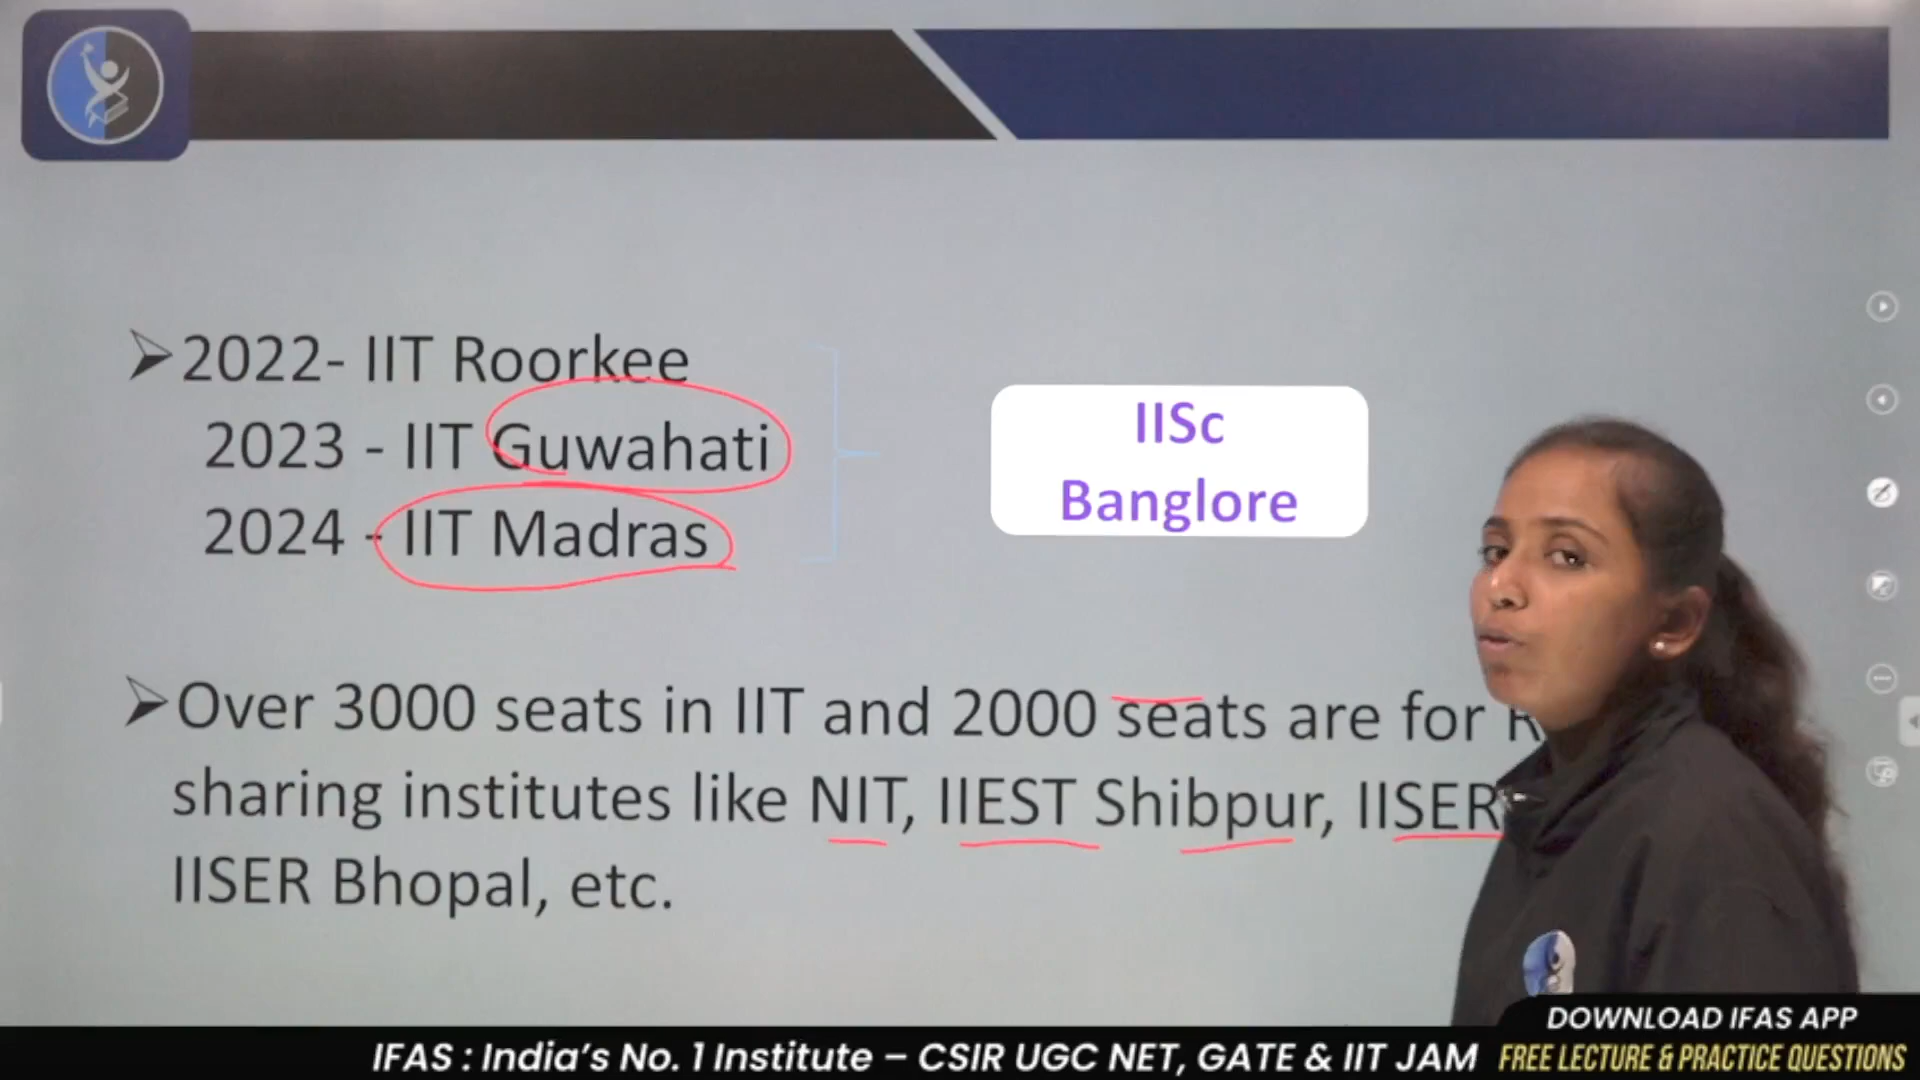 2022- IIT Roorkee
2023 - IIT Guwahati
2024 - IIT Madras
IISc
Banglore
Over 3000 seats in IIT and 2000 seats are for
sharing institutes like NIT, IIEST Shibpur, IISER
IISER Bhopal, etc.
DOWNLOAD IFAS APP
IFAS : India's No. 1 Institute – CSIR UGC NET, GATE & IIT JAM FREE LECTURE & PRACTICE QUESTIONS